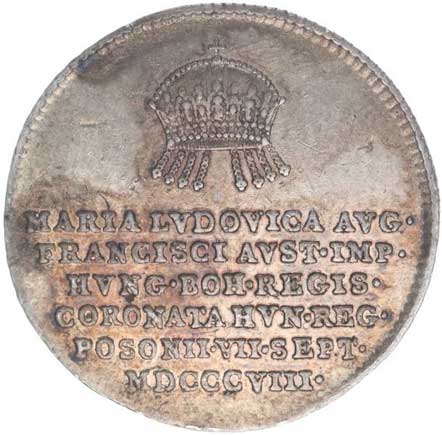 MARIA LVDOVICA AVG·
FRANCISCI AVST·IMP·
HVNG·BOH·REGIS·
CORONATA HVN·REG·
POSONII·VII·SEPT·
MDCCCVIII·